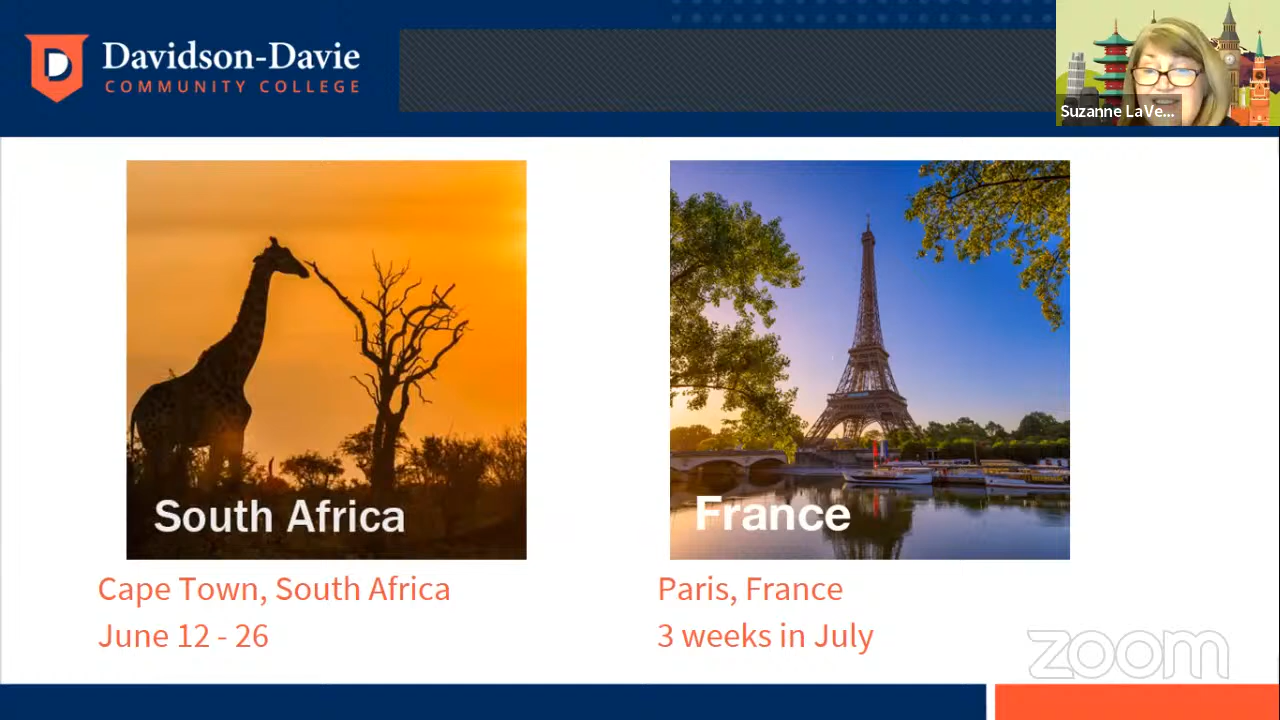 Davidson-Davie
COMMUNITY COLLEGE
Suzanne LaVe...
South Africa
France
Cape Town, South Africa
June 12 - 26
Paris, France
3 weeks in July
zoom